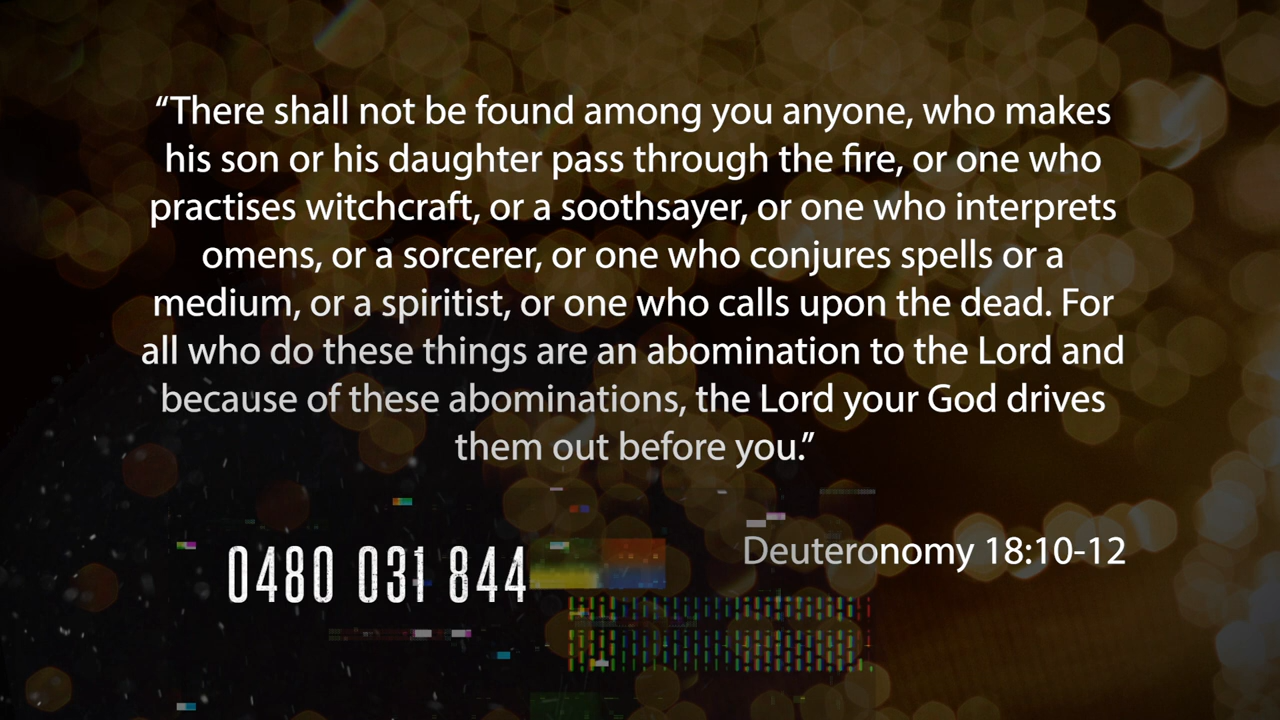 “There shall not be found among you anyone, who makes
his son or his daughter pass through the fire, or one who
practises witchcraft, or a soothsayer, or one who interprets
omens, or a sorcerer, or one who conjures spells or a
medium, or a spiritist, or one who calls upon the dead. For
all who do these things are an abomination to the Lord and
because of these abominations, the Lord your God drives
them out before you.”
Deuteronomy 18:10-12
0480 031 844